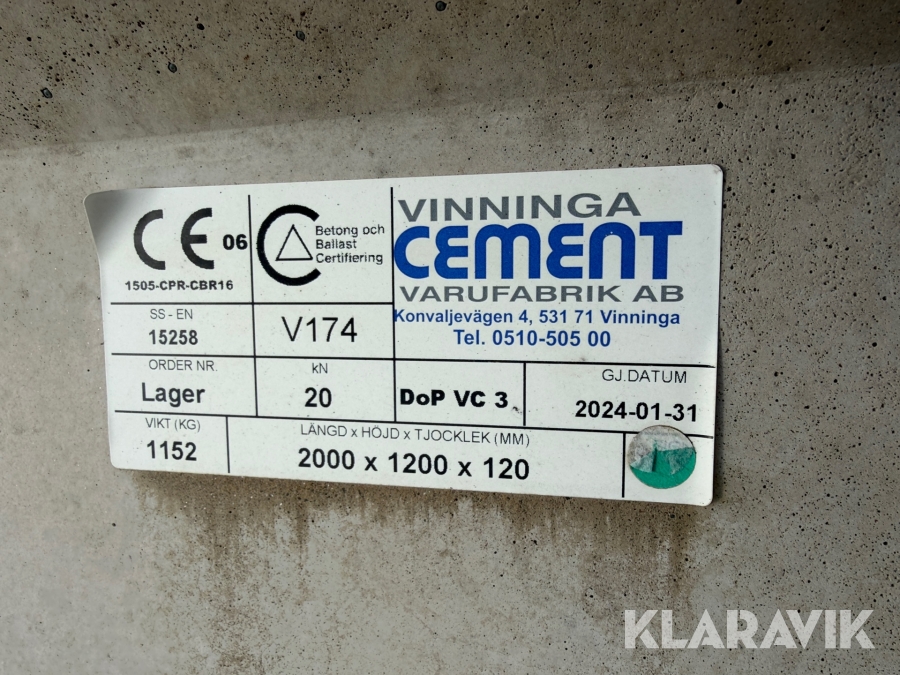 CE 06
1505-CPR-CBR16
Betong och
Ballast
Certifiering
VINNINGA
CEMENT
VARUFABRIK AB
Konvaljevägen 4, 531 71 Vinninga
Tel. 0510-505 00
SS - EN
15258
V174
ORDER NR.
Lager
kN
20
DoP VC 3
GJ.DATUM
2024-01-31
VIKT (KG)
1152
LÄNGD x HÖJD x TJOCKLEK (MM)
2000 x 1200 x 120
KLARAVIK